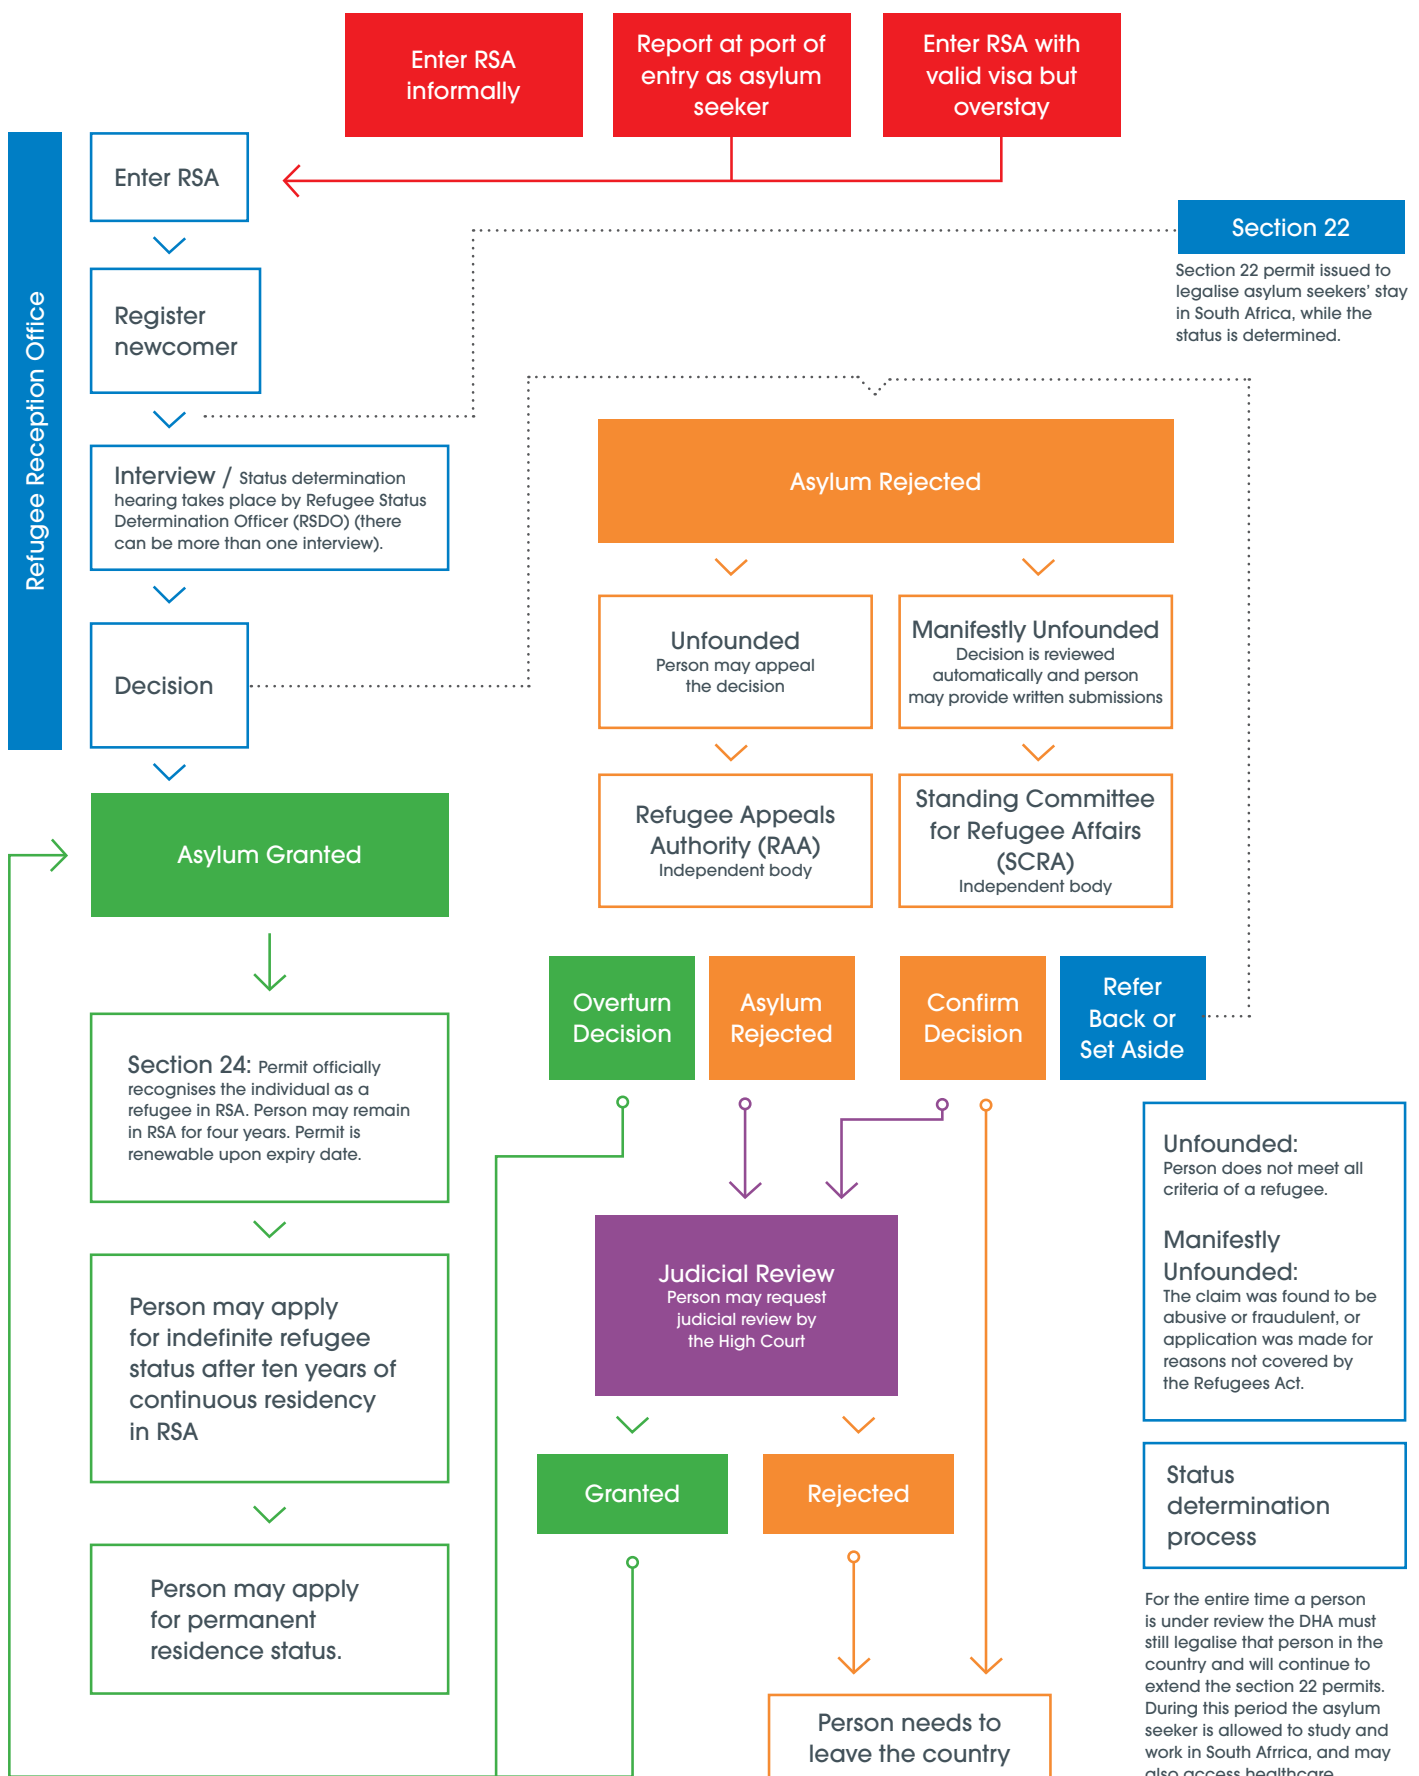 Enter RSA
informally
Report at port of
entry as asylum
seeker
Enter RSA with
valid visa but
overstay
Refugee Reception Office
Enter RSA
Section 22
Section 22 permit issued to
legalise asylum seekers' stay
in South Africa, while the
status is determined.
Register
newcomer
Interview / Status determination
hearing takes place by Refugee Status
Determination Officer (RSDO) (there
can be more than one interview).
Decision
Asylum Rejected
Unfounded
Person may appeal
the decision
Manifestly Unfounded
Decision is reviewed
automatically and person
may provide written submissions
Refugee Appeals
Authority (RAA)
Independent body
Standing Committee
for Refugee Affairs
(SCRA)
Independent body
Asylum Granted
Overturn
Decision
Asylum
Rejected
Confirm
Decision
Refer
Back or
Set Aside
Section 24: Permit officially
recognises the individual as a
refugee in RSA. Person may remain
in RSA for four years. Permit is
renewable upon expiry date.
Unfounded:
Person does not meet all
criteria of a refugee.
Manifestly
Unfounded:
The claim was found to be
abusive or fraudulent, or
application was made for
reasons not covered by
the Refugees Act.
Judicial Review
Person may request
judicial review by
the High Court
Person may apply
for indefinite refugee
status after ten years of
continuous residency
in RSA
Granted
Rejected
Status
determination
process
Person may apply
for permanent
residence status.
Person needs to
leave the country
For the entire time a person
is under review the DHA must
still legalise that person in the
country and will continue to
extend the section 22 permits.
During this period the asylum
seeker is allowed to study and
work in South Afrrica, and may
also access healthcare